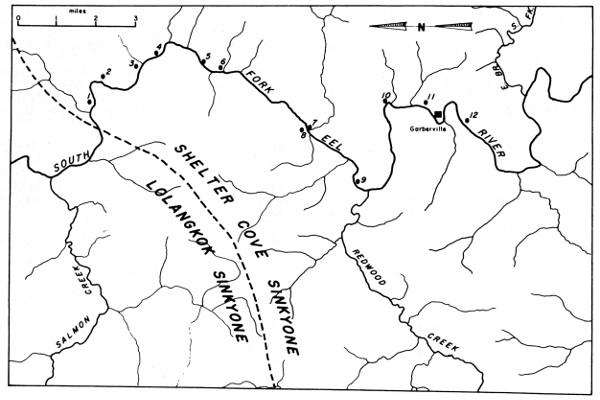 miles
0 1 2 3
N
S. FK.
E. BR.
1
2
3
4
5
6
7
8
9
10
11
12
Garberville
SOUTH FORK EEL RIVER
SHELTER COVE SINKYONE
LOLANGKOK SINKYONE
REDWOOD CREEK
SALMON CREEK